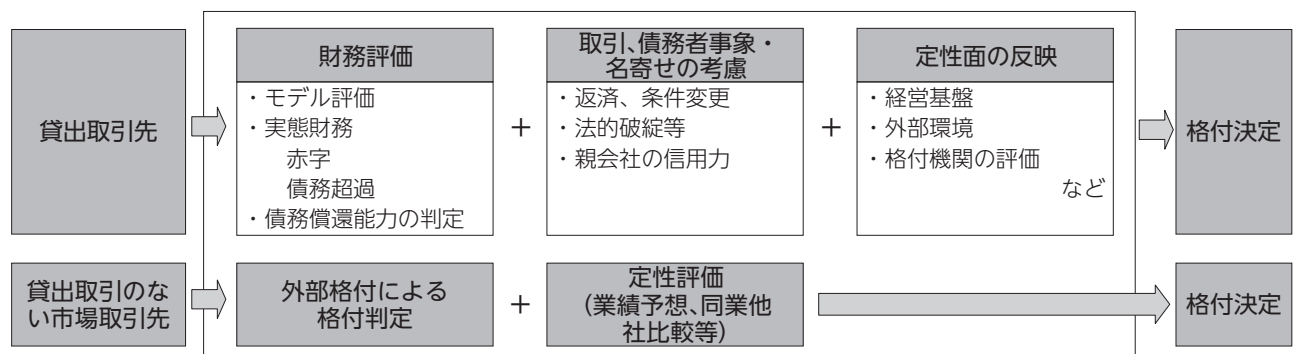 貸出取引先
財務評価
・モデル評価
・実態財務
赤字
債務超過
・債務償還能力の判定
＋
取引、債務者事象・
名寄せの考慮
・返済、条件変更
・法的破綻等
・親会社の信用力
＋
定性面の反映
・経営基盤
・外部環境
・格付機関の評価
など
格付決定
貸出取引のな
い市場取引先
外部格付による
格付判定
＋
定性評価
(業績予想、同業他
社比較等)
格付決定